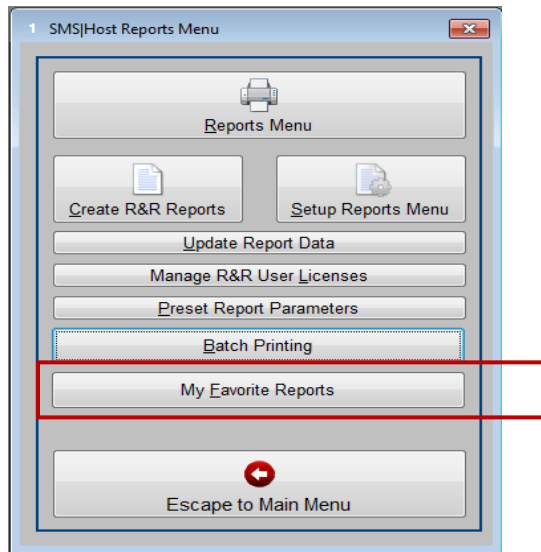 1 SMS|Host Reports Menu
Reports Menu
Create R&R Reports Setup Reports Menu
Update Report Data
Manage R&R User Licenses
Preset Report Parameters
Batch Printing
My Favorite Reports
Escape to Main Menu